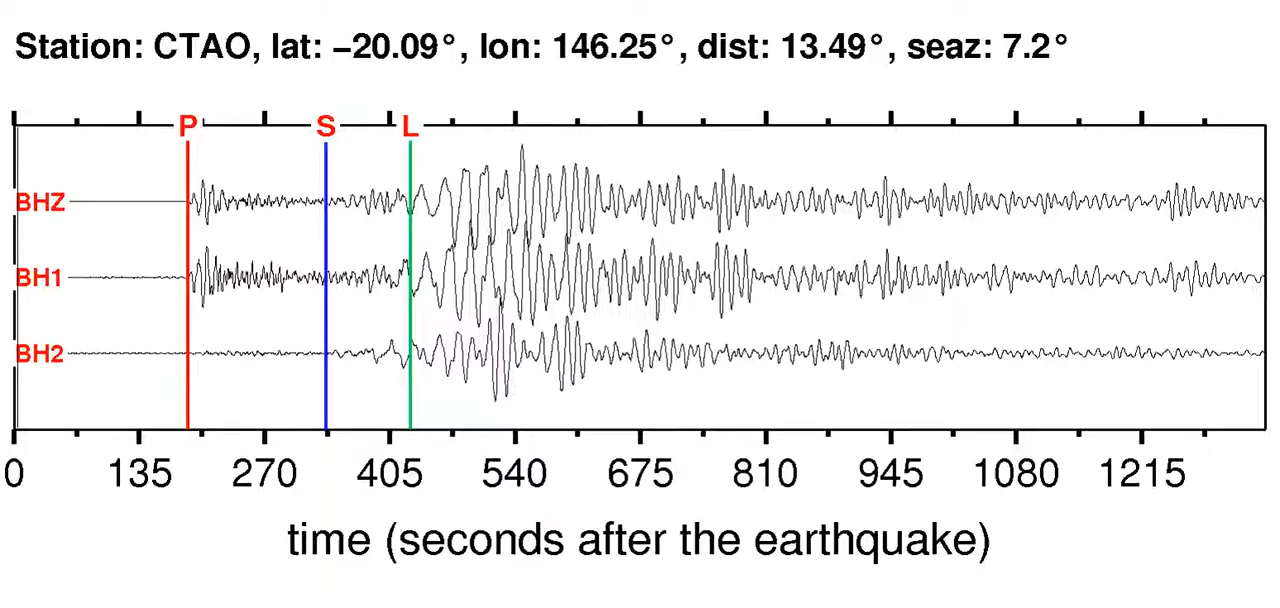 Station: CTAO, lat: −20.09°, lon: 146.25°, dist: 13.49°, seaz: 7.2°
P S L
BHZ
BH1
BH2
0 135 270 405 540 675 810 945 1080 1215
time (seconds after the earthquake)